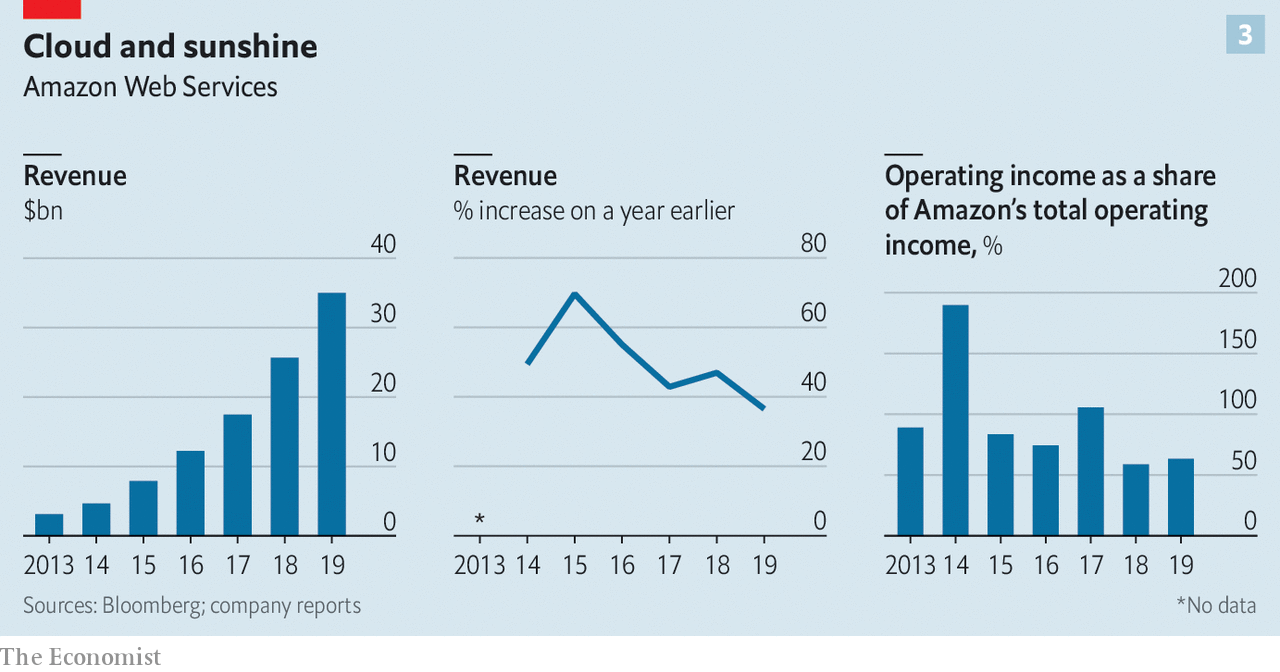 Cloud and sunshine
3
Amazon Web Services
Revenue
$bn
40
30
20
10
0
2013 14 15 16 17 18 19
Revenue
% increase on a year earlier
80
60
40
20
0
*
2013 14 15 16 17 18 19
Operating income as a share
of Amazon's total operating
income, %
200
150
100
50
0
2013 14 15 16 17 18 19
Sources: Bloomberg; company reports
*No data
The Economist